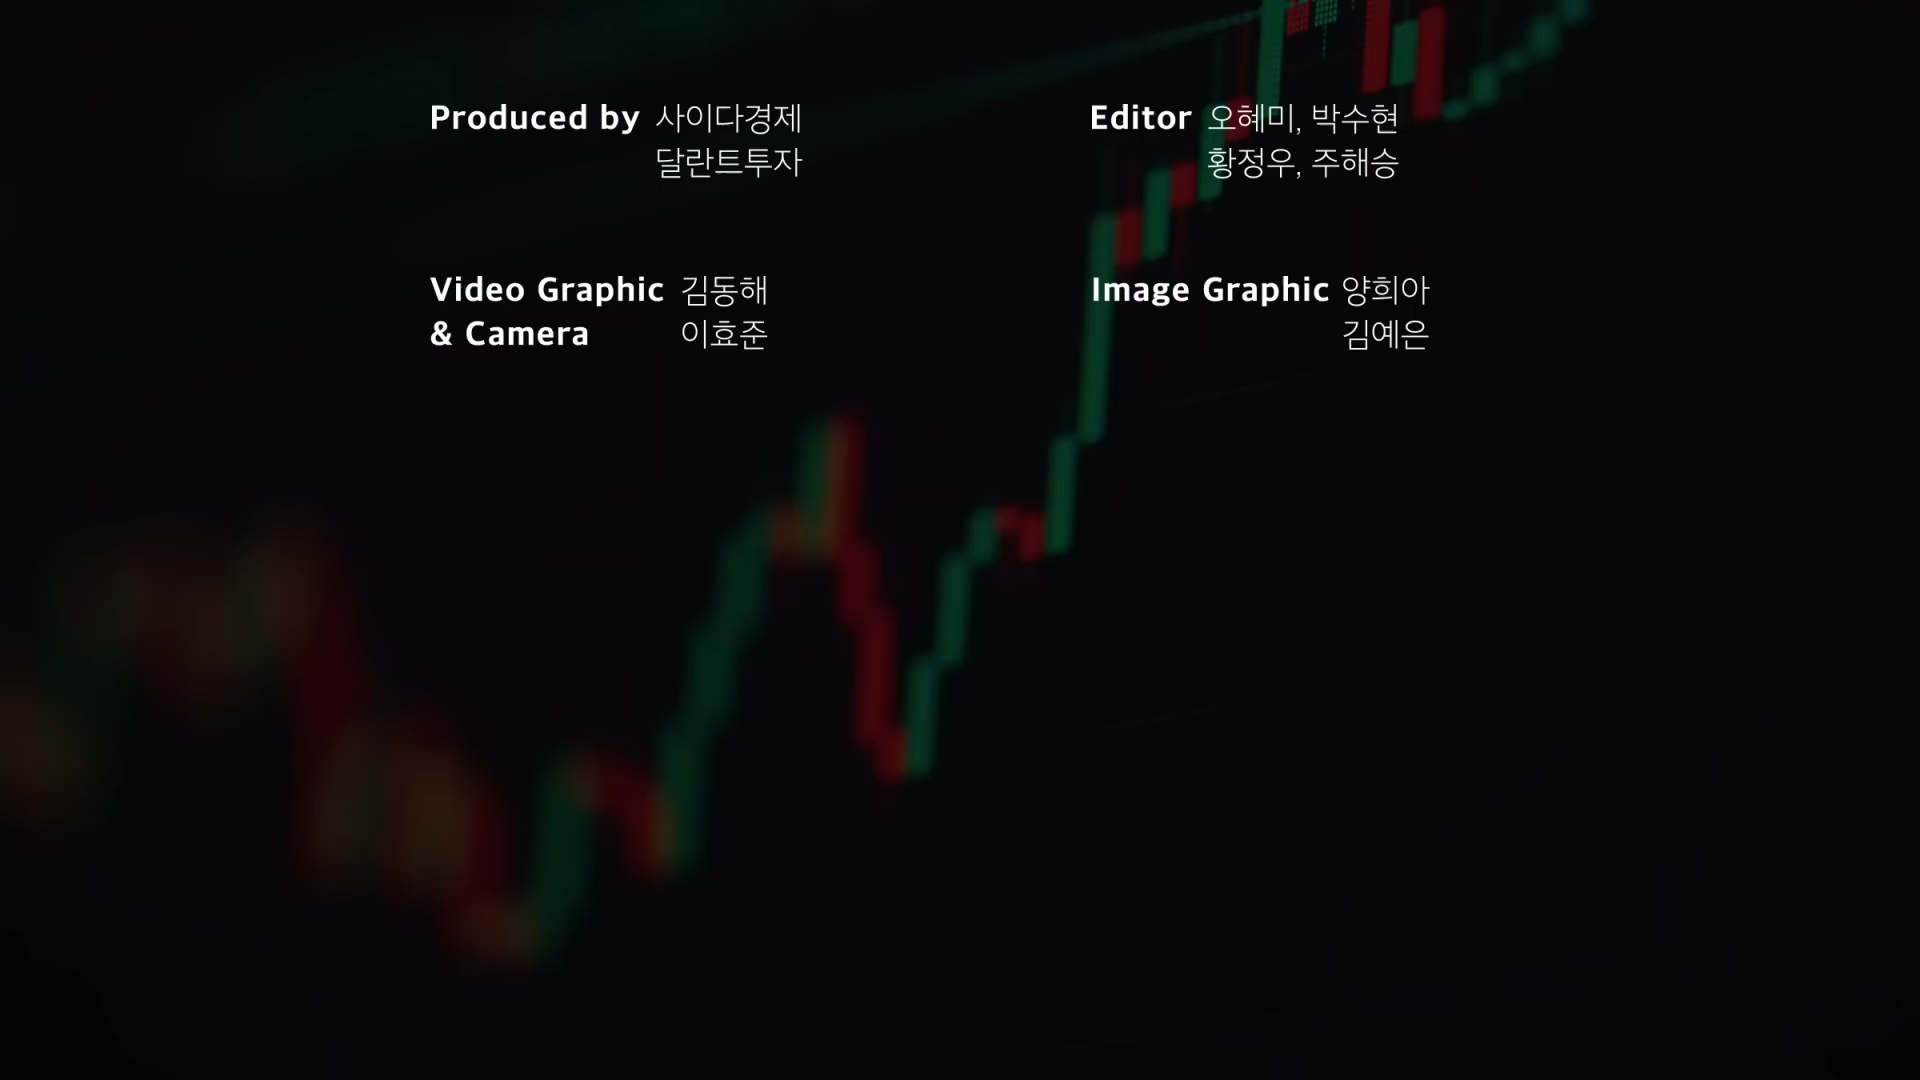 Produced by 사이다경제
달란트투자
Editor 오혜미, 박수현
황정우, 주해승
Video Graphic 김동해
& Camera 이효준
Image Graphic 양희아
김예은